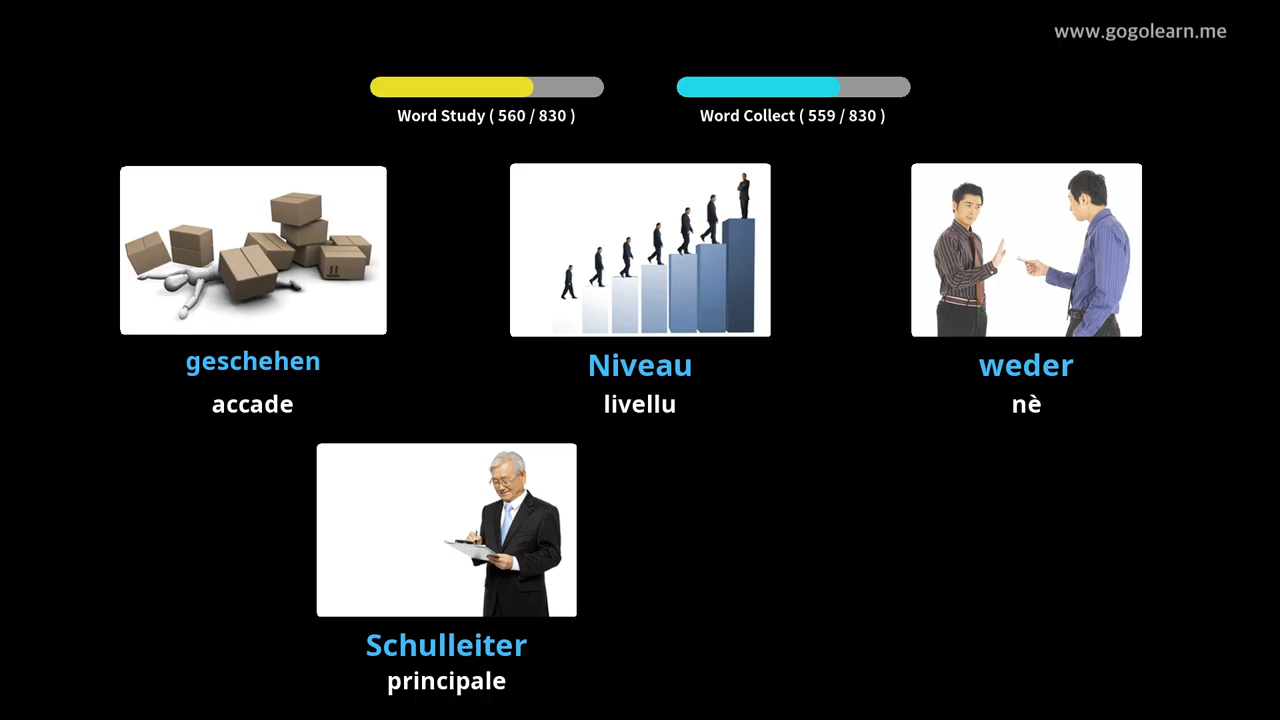 www.gogolearn.me
Word Study ( 560 / 830 )
Word Collect ( 559 / 830 )
geschehen
accade
Niveau
livellu
weder
nè
Schulleiter
principale